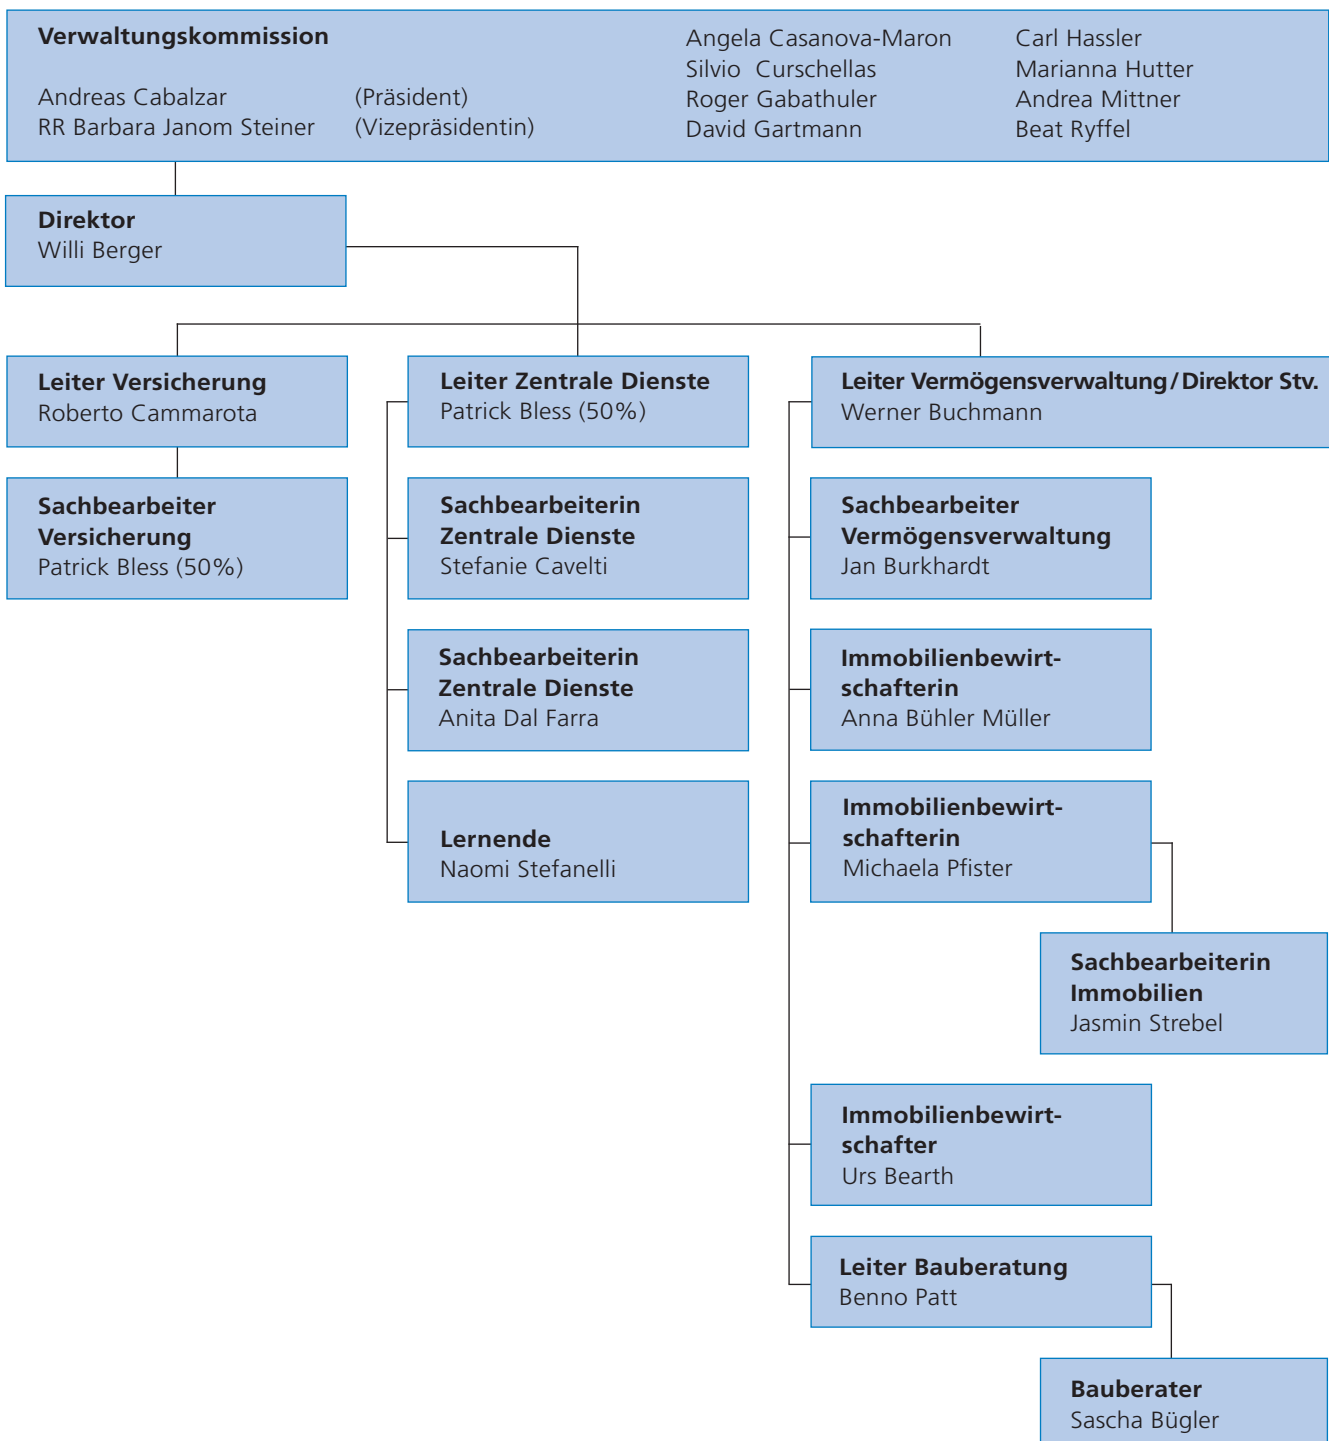 Verwaltungskommission
Andreas Cabalzar (Präsident)
RR Barbara Janom Steiner (Vizepräsidentin)
Angela Casanova-Maron
Silvio Curschellas
Roger Gabathuler
David Gartmann
Carl Hassler
Marianna Hutter
Andrea Mittner
Beat Ryffel
Direktor
Willi Berger
Leiter Versicherung
Roberto Cammarota
Sachbearbeiter
Versicherung
Patrick Bless (50%)
Leiter Zentrale Dienste
Patrick Bless (50%)
Sachbearbeiterin
Zentrale Dienste
Stefanie Cavelti
Sachbearbeiterin
Zentrale Dienste
Anita Dal Farra
Lernende
Naomi Stefanelli
Leiter Vermögensverwaltung/Direktor Stv.
Werner Buchmann
Sachbearbeiter
Vermögensverwaltung
Jan Burkhardt
Immobilienbewirt-
schafterin
Anna Bühler Müller
Immobilienbewirt-
schafterin
Michaela Pfister
Sachbearbeiterin
Immobilien
Jasmin Strebel
Immobilienbewirt-
schafter
Urs Bearth
Leiter Bauberatung
Benno Patt
Bauberater
Sascha Bügler